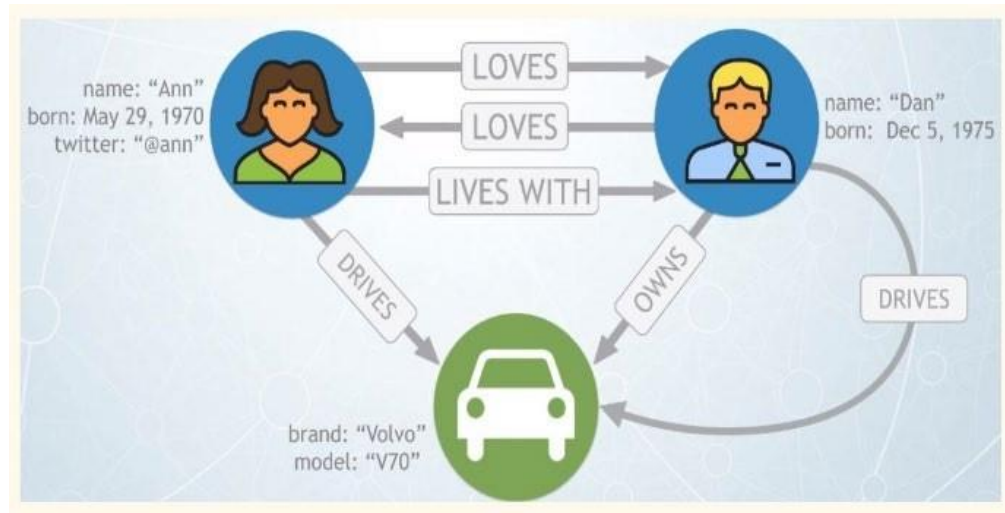 LOVES
name: “Ann”
born: May 29, 1970
twitter: “@ann”
LOVES
name: “Dan”
born: Dec 5, 1975
LIVES WITH
DRIVES
OWNS
DRIVES
brand: “Volvo”
model: “V70”